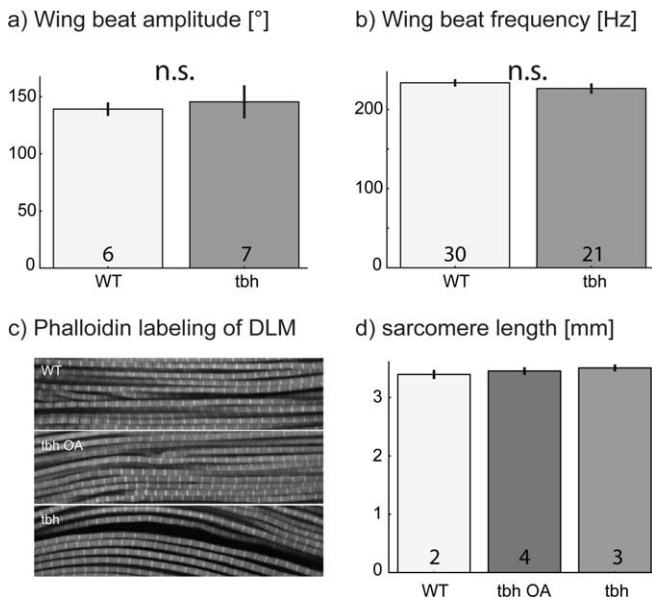 a) Wing beat amplitude [°]
n.s.
150
100
50
0
6
7
WT
tbh
b) Wing beat frequency [Hz]
n.s.
200
100
0
30
21
WT
tbh
c) Phalloidin labeling of DLM
WT
tbh OA
tbh
d) sarcomere length [mm]
3
2
1
0
2
4
3
WT
tbh OA
tbh